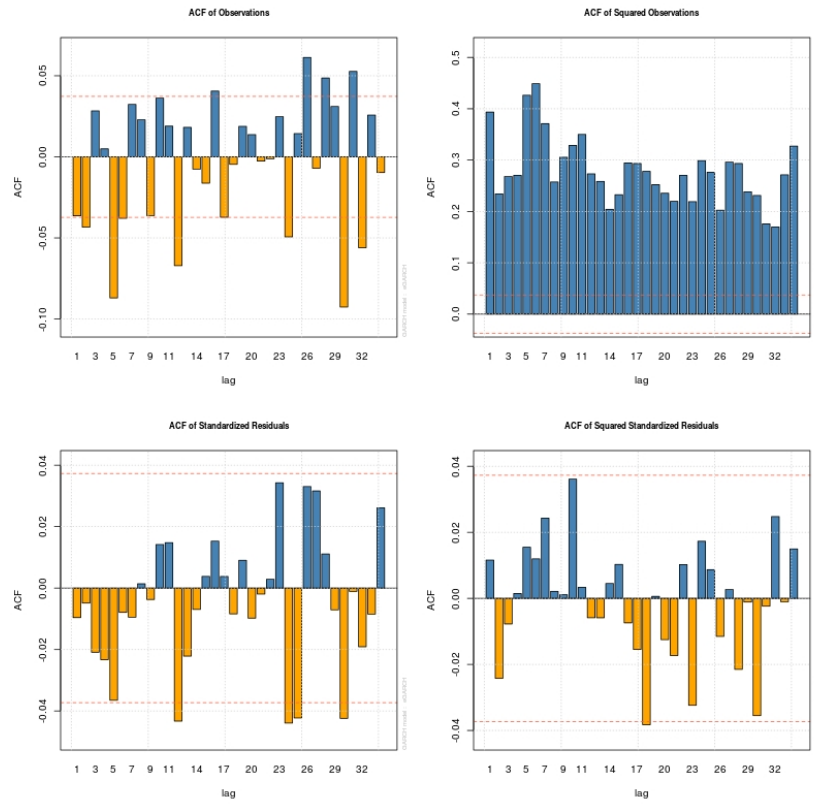 ACF of Observations
ACF
0.05
0.00
-0.05
-0.10
1 3 5 7 9 11 14 17 20 23 26 29 32
lag
GARCH model : eGARCH
ACF of Squared Observations
ACF
0.5
0.4
0.3
0.2
0.1
0.0
1 3 5 7 9 11 14 17 20 23 26 29 32
lag
ACF of Standardized Residuals
ACF
0.04
0.02
0.00
-0.02
-0.04
1 3 5 7 9 11 14 17 20 23 26 29 32
lag
GARCH model : eGARCH
ACF of Squared Standardized Residuals
ACF
0.04
0.02
0.00
-0.02
-0.04
1 3 5 7 9 11 14 17 20 23 26 29 32
lag